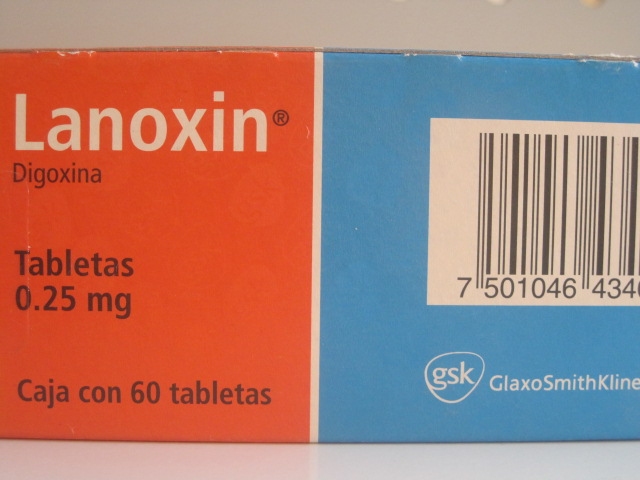 Lanoxin®
Digoxina
Tabletas
0.25 mg
Caja con 60 tabletas
7 501046 434
gsk GlaxoSmithKline